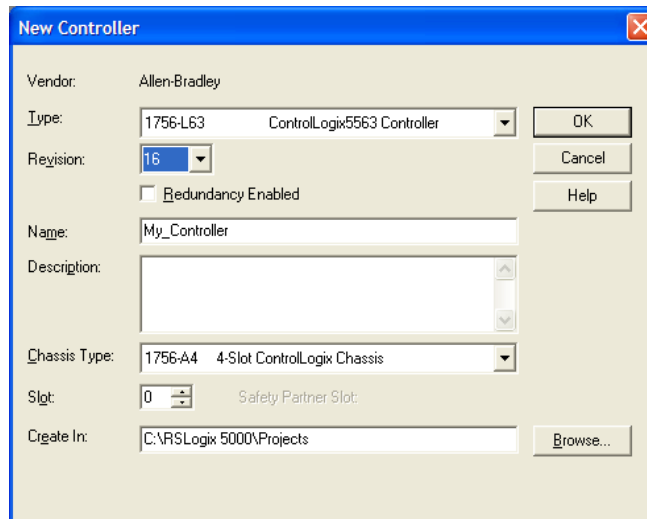 New Controller
Vendor: Allen-Bradley
Type: 1756-L63 ControlLogix5563 Controller OK
Revision: 16 Cancel
Redundancy Enabled Help
Name: My_Controller
Description:
Chassis Type: 1756-A4 4-Slot ControlLogix Chassis
Slot: 0 Safety Partner Slot:
Create In: C:\RSLogix 5000\Projects Browse...